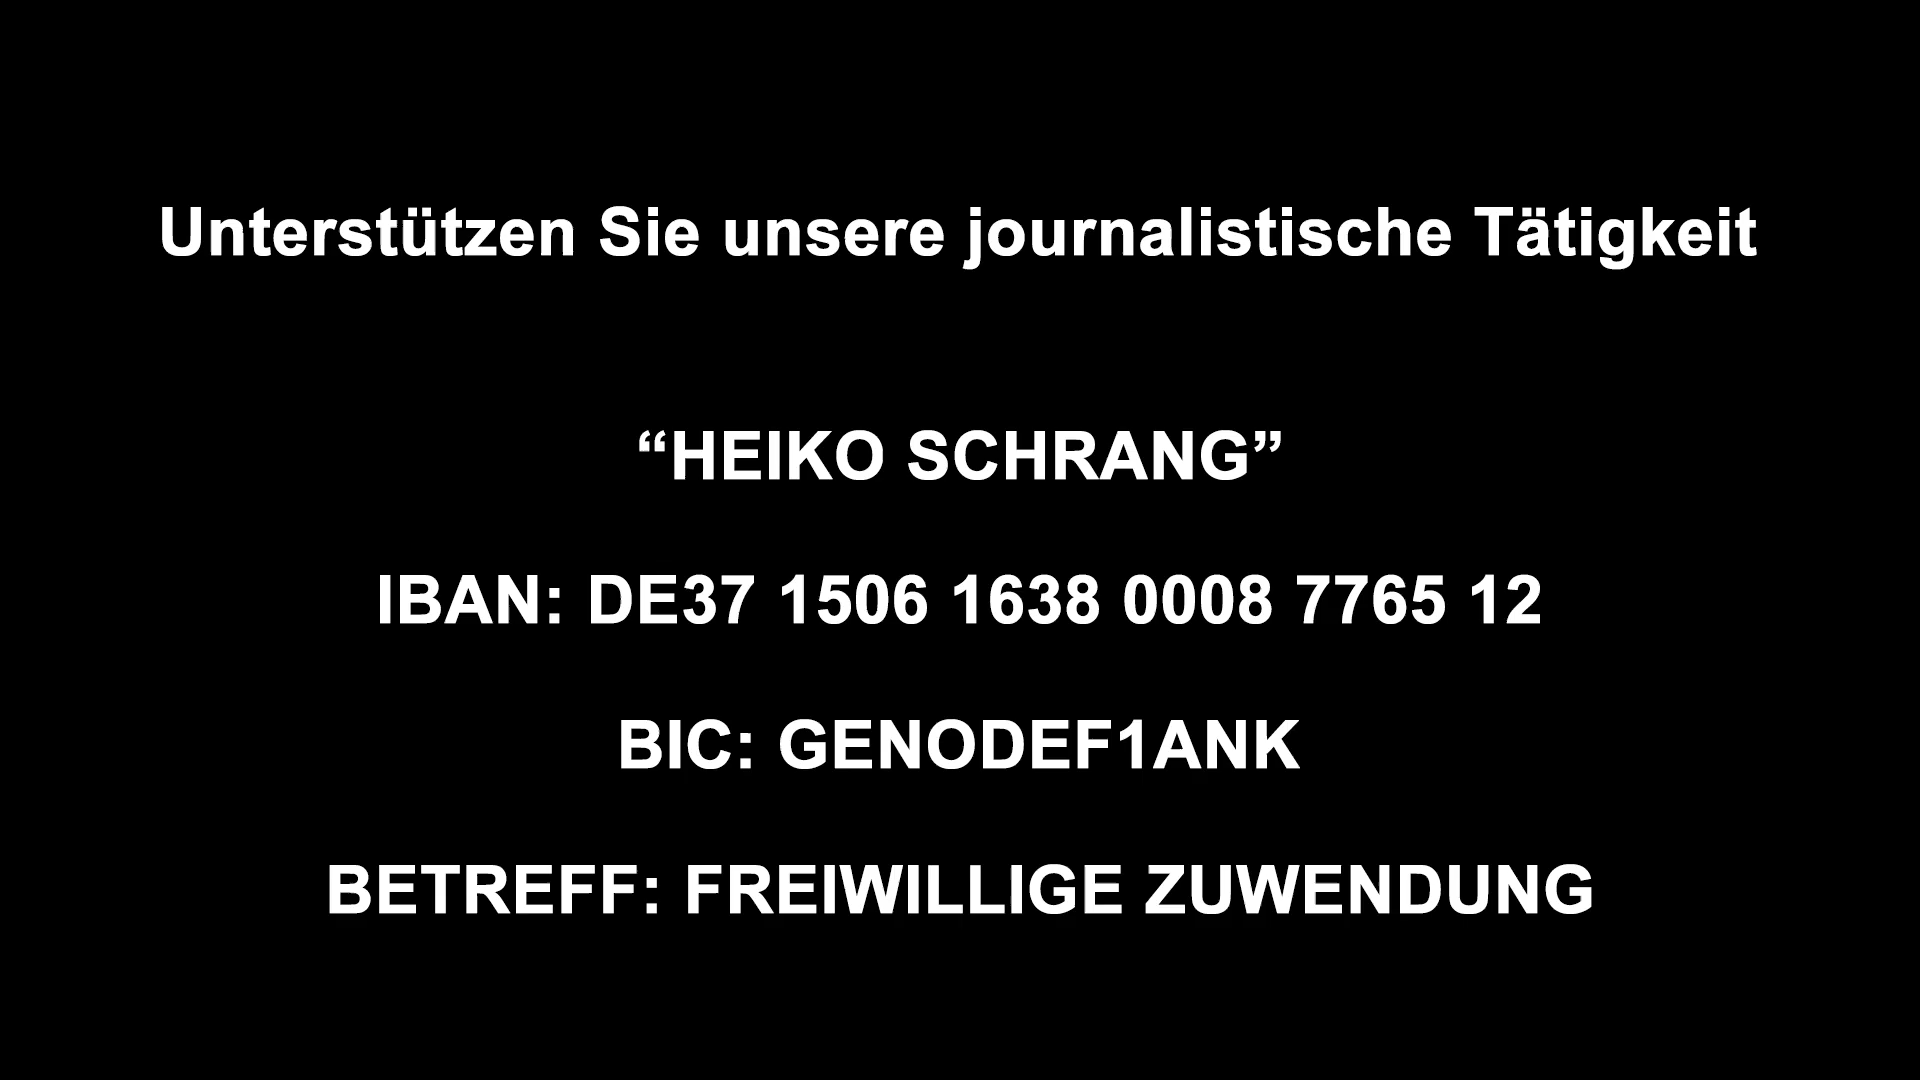 Unterstützen Sie unsere journalistische Tätigkeit
“HEIKO SCHRANG”
IBAN: DE37 1506 1638 0008 7765 12
BIC: GENODEF1ANK
BETREFF: FREIWILLIGE ZUWENDUNG